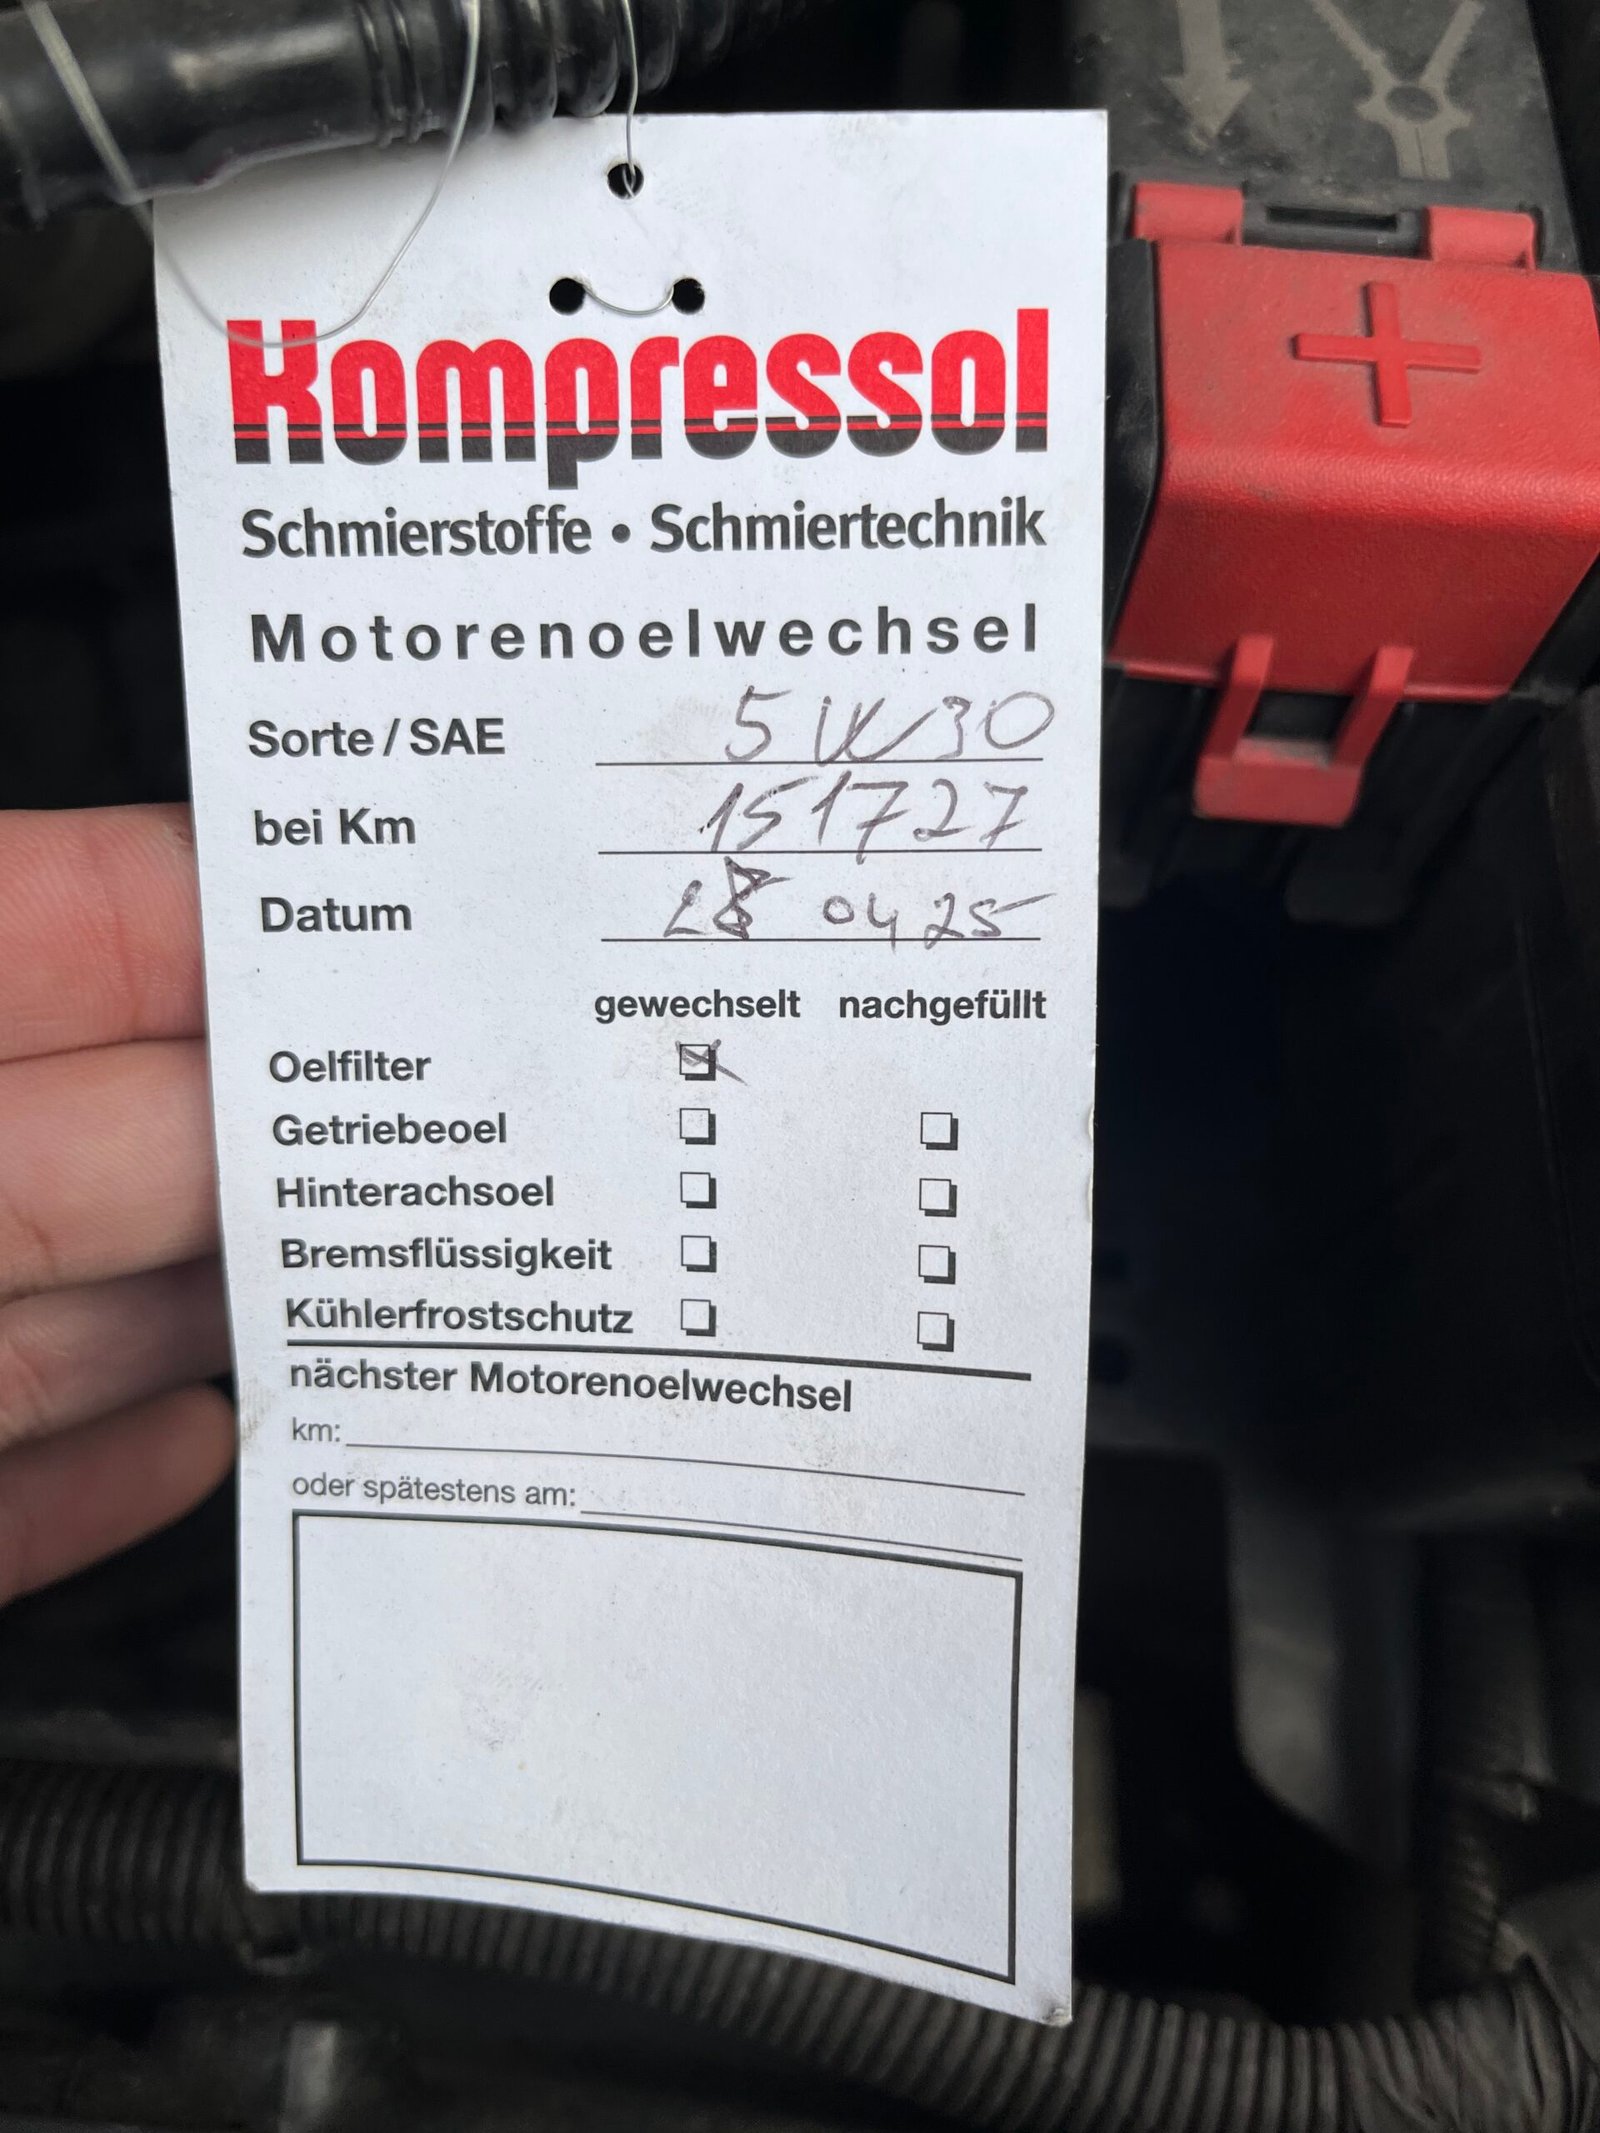 Kompressol
Schmierstoffe • Schmiertechnik
Motorenoelwechsel
Sorte / SAE 5W30
bei Km 151727
Datum 28 04 25
gewechselt nachgefüllt
Oelfilter
Getriebeoel
Hinterachsoel
Bremsflüssigkeit
Kühlerfrostschutz
nächster Motorenoelwechsel
km:
oder spätestens am: